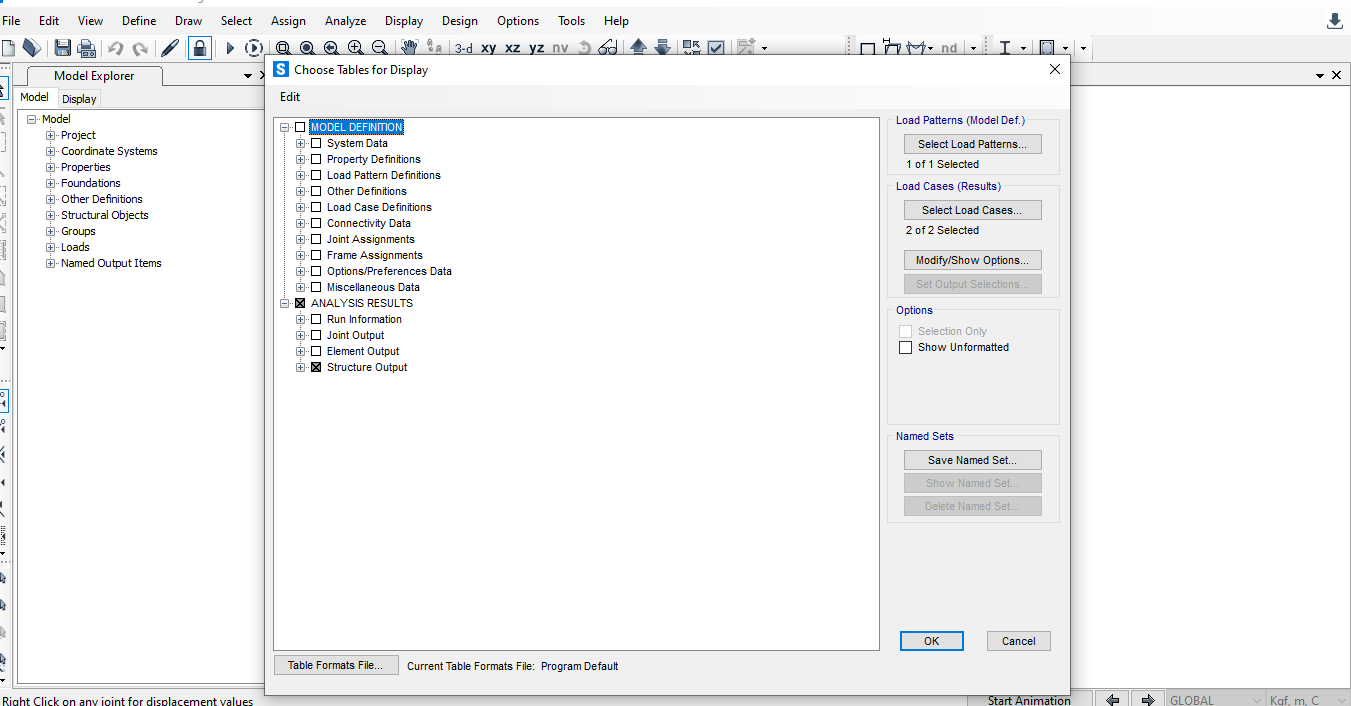 File Edit View Define Draw Select Assign Analyze Display Design Options Tools Help
3-d xy xz yz nv nd
Model Explorer
Model Display
Model
Project
Coordinate Systems
Properties
Foundations
Other Definitions
Structural Objects
Groups
Loads
Named Output Items
S Choose Tables for Display
Edit
MODEL DEFINITION
System Data
Property Definitions
Load Pattern Definitions
Other Definitions
Load Case Definitions
Connectivity Data
Joint Assignments
Frame Assignments
Options/Preferences Data
Miscellaneous Data
ANALYSIS RESULTS
Run Information
Joint Output
Element Output
Structure Output
Load Patterns (Model Def.)
Select Load Patterns...
1 of 1 Selected
Load Cases (Results)
Select Load Cases...
2 of 2 Selected
Modify/Show Options...
Set Output Selections...
Options
Selection Only
Show Unformatted
Named Sets
Save Named Set...
Show Named Set...
Delete Named Set...
OK Cancel
Table Formats File... Current Table Formats File: Program Default
Right Click on any joint for displacement values Start Animation GLOBAL Kgf, m, C